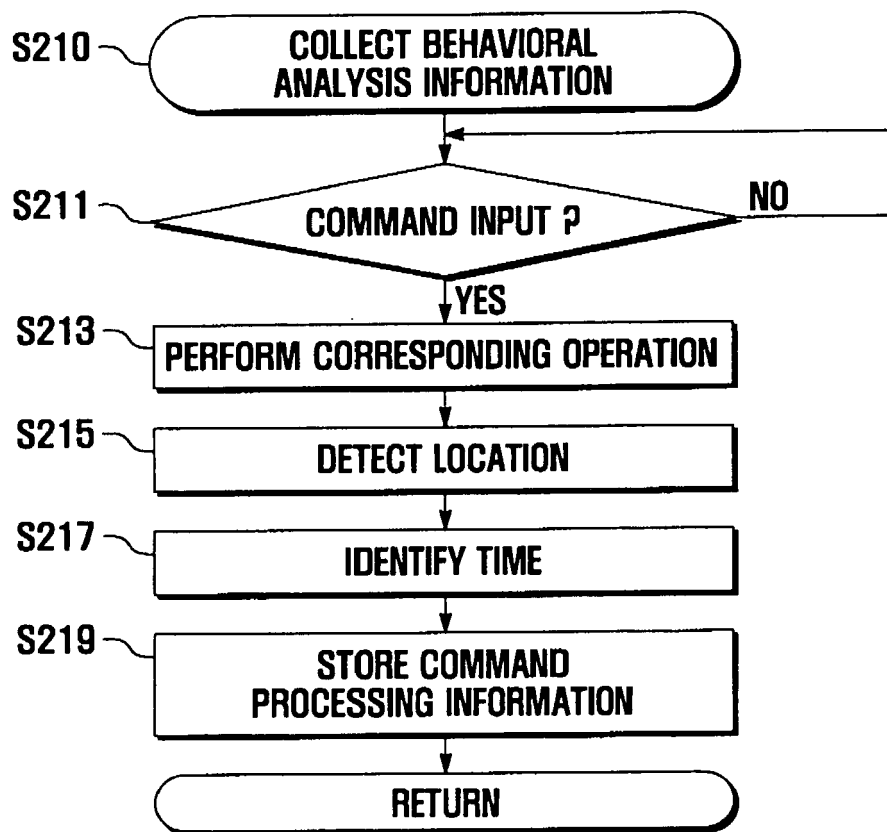 S210
COLLECT BEHAVIORAL
ANALYSIS INFORMATION
S211
COMMAND INPUT ?
NO
YES
S213
PERFORM CORRESPONDING OPERATION
S215
DETECT LOCATION
S217
IDENTIFY TIME
S219
STORE COMMAND
PROCESSING INFORMATION
RETURN